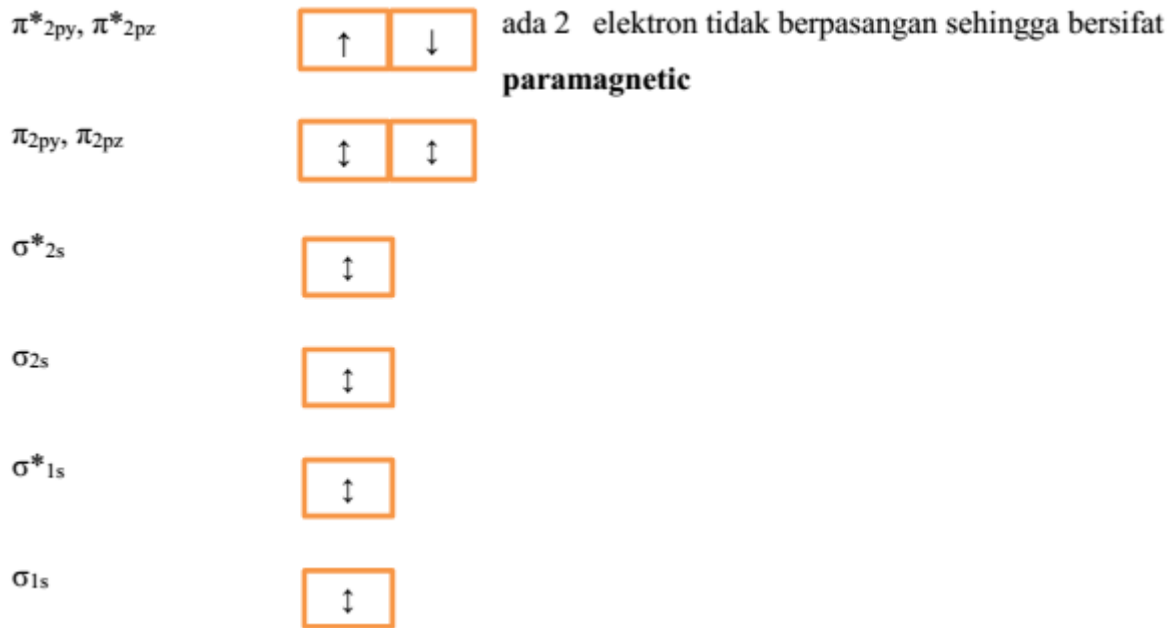 π*2py, π*2pz ↑ ↓ ada 2 elektron tidak berpasangan sehingga bersifat
paramagnetic
π2py, π2pz ↕ ↕
σ*2s ↕
σ2s ↕
σ*1s ↕
σ1s ↕